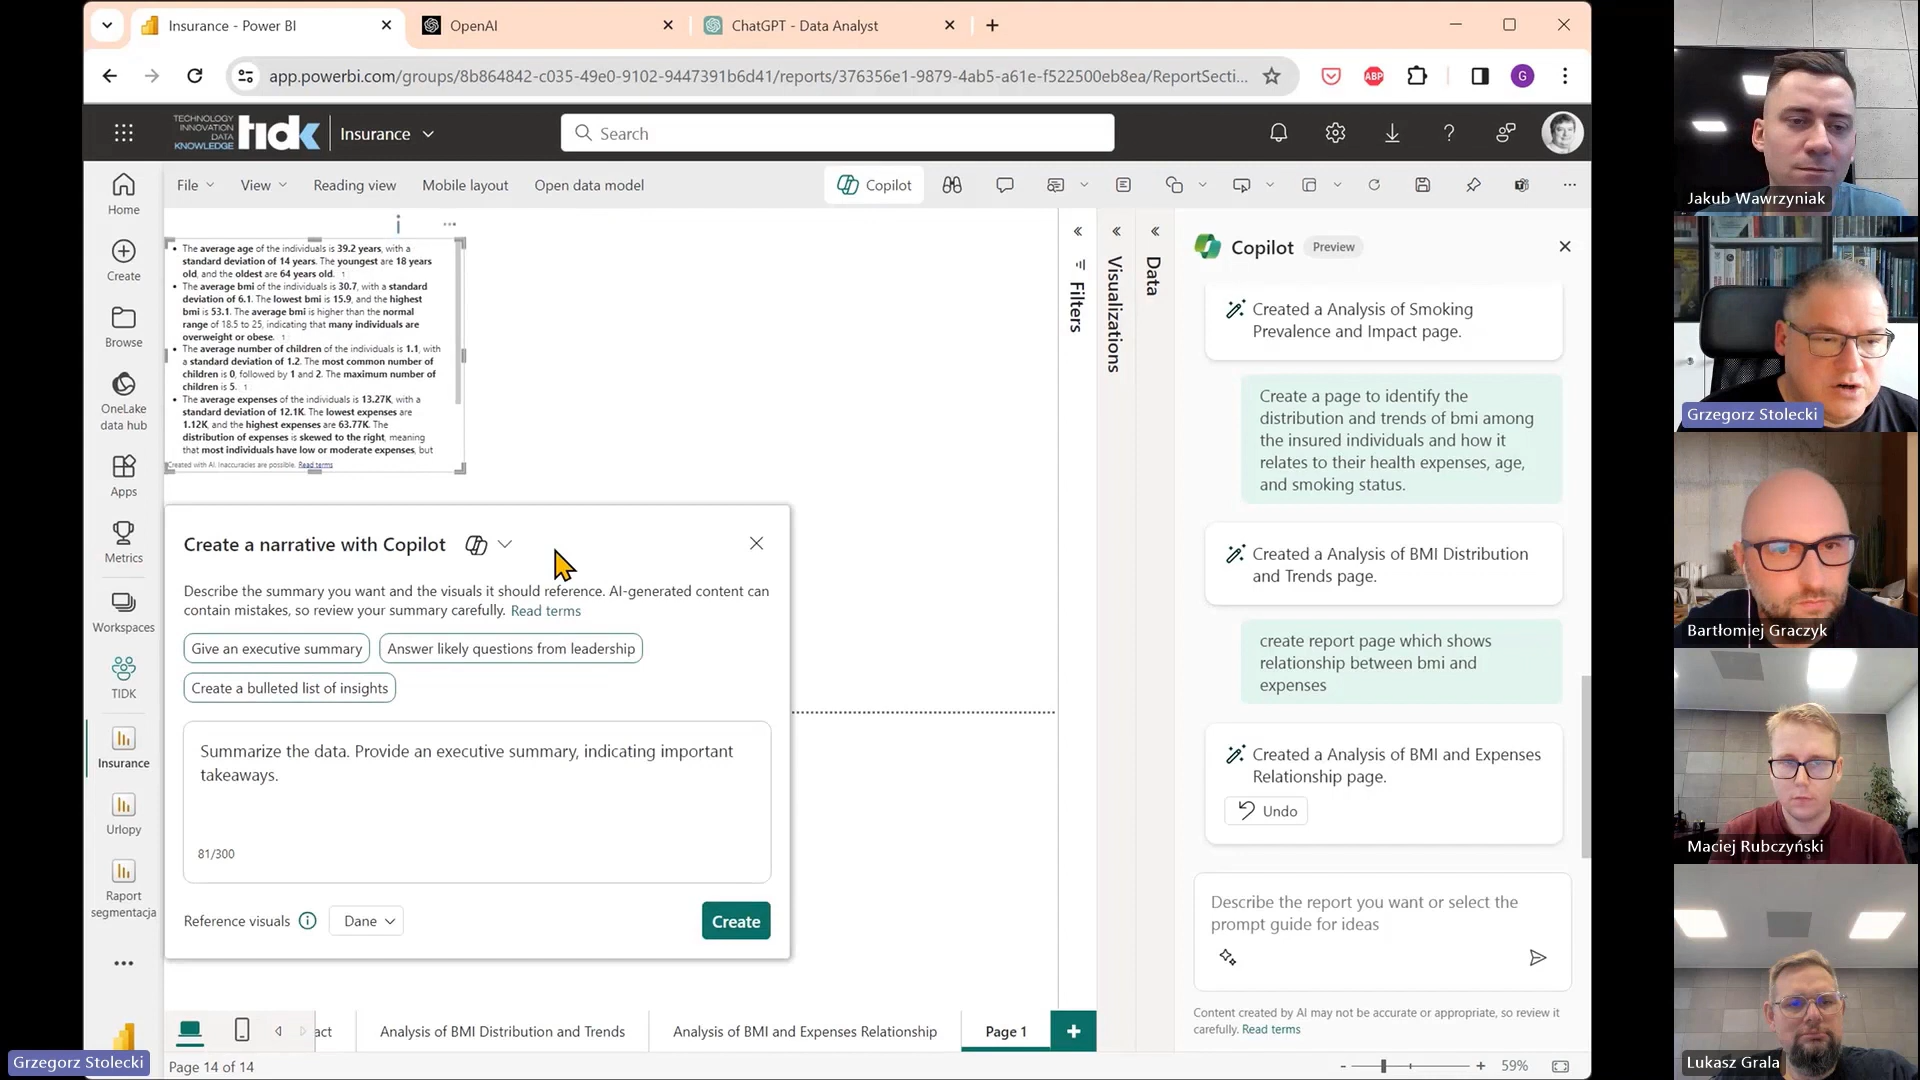 Insurance - Power BI
OpenAI
ChatGPT - Data Analyst
app.powerbi.com/groups/8b864842-c035-49e0-9102-9447391b6d41/reports/376356e1-9879-4ab5-a61e-f522500eb8ea/ReportSecti...
ABP
G
TECHNOLOGY
INNOVATION
DATA
KNOWLEDGE
tidk
Insurance
Search
File
View
Reading view
Mobile layout
Open data model
Copilot
Home
Create
Browse
OneLake
data hub
Apps
Metrics
Workspaces
TIDK
Insurance
Urlopy
Raport
segmentacja
• The average age of the individuals is 39.2 years, with a
standard deviation of 14 years. The youngest are 18 years
old, and the oldest are 64 years old. 1
• The average bmi of the individuals is 30.7, with a standard
deviation of 6.1. The lowest bmi is 15.9, and the highest
bmi is 53.1. The average bmi is higher than the normal
range of 18.5 to 25, indicating that many individuals are
overweight or obese. 1
• The average number of children of the individuals is 1.1, with
a standard deviation of 1.2. The most common number of
children is 0, followed by 1 and 2. The maximum number of
children is 5. 1
• The average expenses of the individuals is 13.27K, with a
standard deviation of 12.1K. The lowest expenses are
1.12K, and the highest expenses are 63.77K. The
distribution of expenses is skewed to the right, meaning
that most individuals have low or moderate expenses, but
Created with AI. Inaccuracies are possible. Read terms
Create a narrative with Copilot
Describe the summary you want and the visuals it should reference. AI-generated content can
contain mistakes, so review your summary carefully. Read terms
Give an executive summary
Answer likely questions from leadership
Create a bulleted list of insights
Summarize the data. Provide an executive summary, indicating important
takeaways.
81/300
Reference visuals
Dane
Create
Filters
Visualizations
Data
Copilot
Preview
Created a Analysis of Smoking
Prevalence and Impact page.
Create a page to identify the
distribution and trends of bmi among
the insured individuals and how it
relates to their health expenses, age,
and smoking status.
Created a Analysis of BMI Distribution
and Trends page.
create report page which shows
relationship between bmi and
expenses
Created a Analysis of BMI and Expenses
Relationship page.
Undo
Describe the report you want or select the
prompt guide for ideas
Content created by AI may not be accurate or appropriate, so review it
carefully. Read terms
act
Analysis of BMI Distribution and Trends
Analysis of BMI and Expenses Relationship
Page 1
Page 14 of 14
59%
Grzegorz Stolecki
Jakub Wawrzyniak
Grzegorz Stolecki
Bartłomiej Graczyk
Maciej Rubczyński
Lukasz Grala